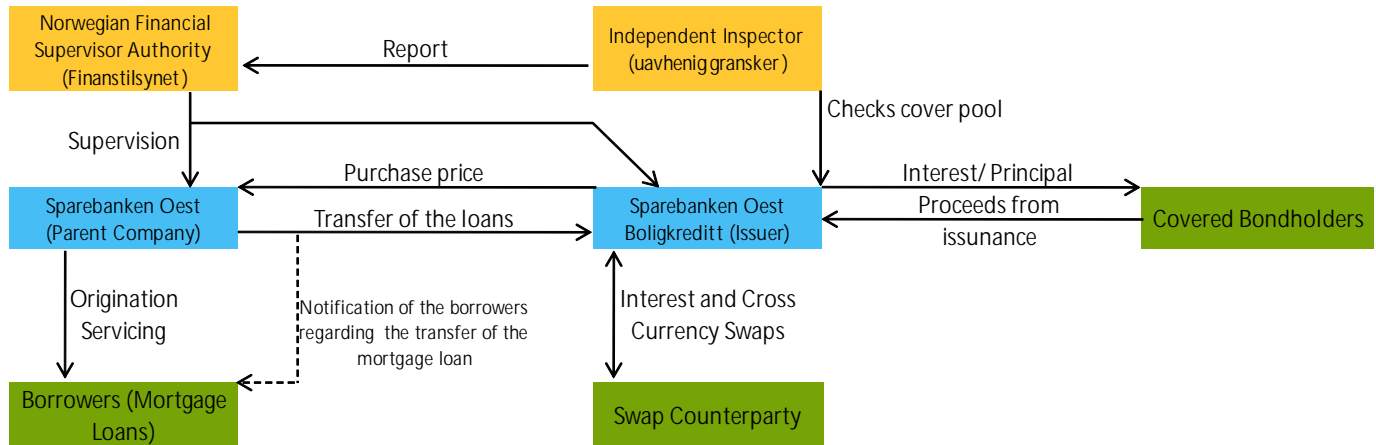 Norwegian Financial
Supervisor Authority
(Finanstilsynet)
Report
Independent Inspector
(uavhenig gransker)
Supervision
Checks cover pool
Sparebanken Oest
(Parent Company)
Purchase price
Transfer of the loans
Sparebanken Oest
Boligkreditt (Issuer)
Interest/ Principal
Proceeds from
issunance
Covered Bondholders
Origination
Servicing
Notification of the borrowers
regarding the transfer of the
mortgage loan
Interest and Cross
Currency Swaps
Borrowers (Mortgage
Loans)
Swap Counterparty